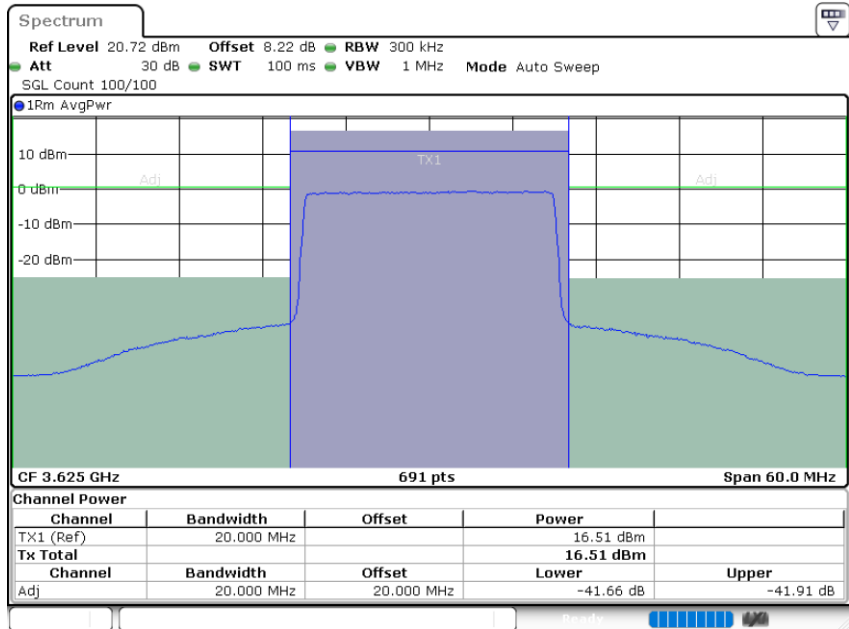 Spectrum
Ref Level 20.72 dBm Offset 8.22 dB RBW 300 kHz
Att 30 dB SWT 100 ms VBW 1 MHz Mode Auto Sweep
SGL Count 100/100
1Rm AvgPwr
10 dBm
TX1
Adj Adj
0 dBm
-10 dBm
-20 dBm
CF 3.625 GHz 691 pts Span 60.0 MHz
Channel Power
Channel Bandwidth Offset Power
TX1 (Ref) 20.000 MHz 16.51 dBm
Tx Total 16.51 dBm
Channel Bandwidth Offset Lower Upper
Adj 20.000 MHz 20.000 MHz -41.66 dB -41.91 dB
Ready